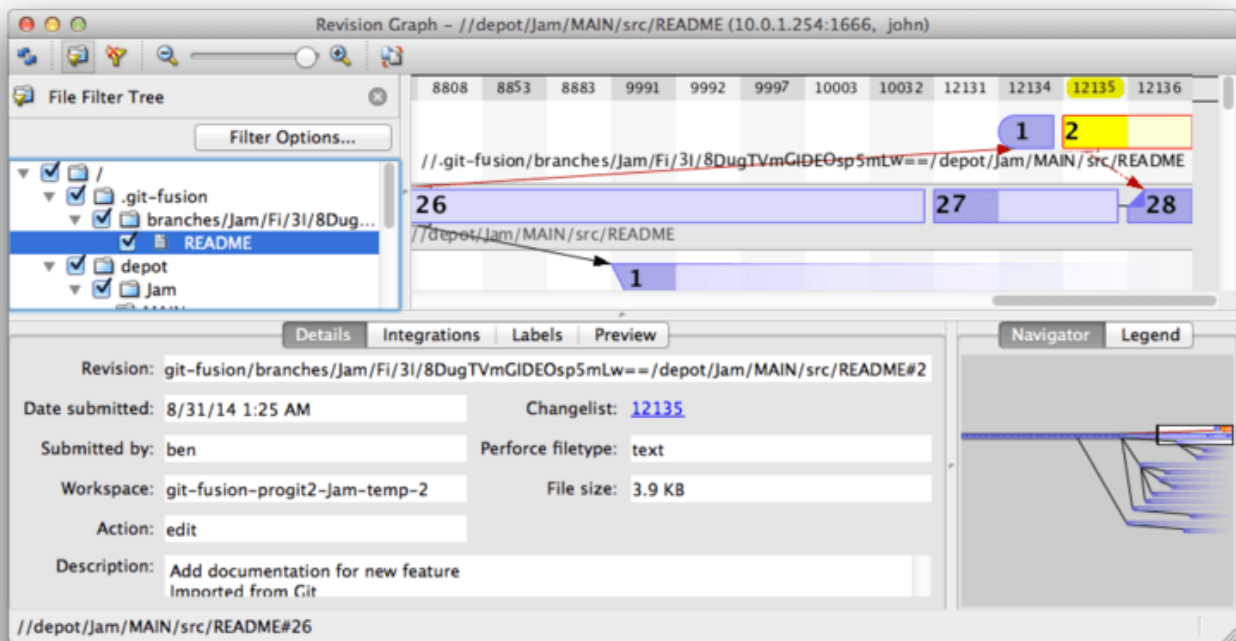 Revision Graph – //depot/Jam/MAIN/src/README (10.0.1.254:1666, john)
File Filter Tree
Filter Options...
/
.git-fusion
branches/Jam/Fi/3I/8Dug...
README
depot
Jam
MAIN
8808 8853 8883 9991 9992 9997 10003 10032 12131 12134 12135 12136
1 2
//.git-fusion/branches/Jam/Fi/3I/8DugTVmGIDEOsp5mLw==/depot/Jam/MAIN/src/README
26 27 28
//depot/Jam/MAIN/src/README
1
Details Integrations Labels Preview
Revision: git-fusion/branches/Jam/Fi/3I/8DugTVmGIDEOsp5mLw==/depot/Jam/MAIN/src/README#2
Date submitted: 8/31/14 1:25 AM Changelist: 12135
Submitted by: ben Perforce filetype: text
Workspace: git-fusion-progit2-Jam-temp-2 File size: 3.9 KB
Action: edit
Description: Add documentation for new feature
Imported from Git
Navigator Legend
//depot/Jam/MAIN/src/README#26